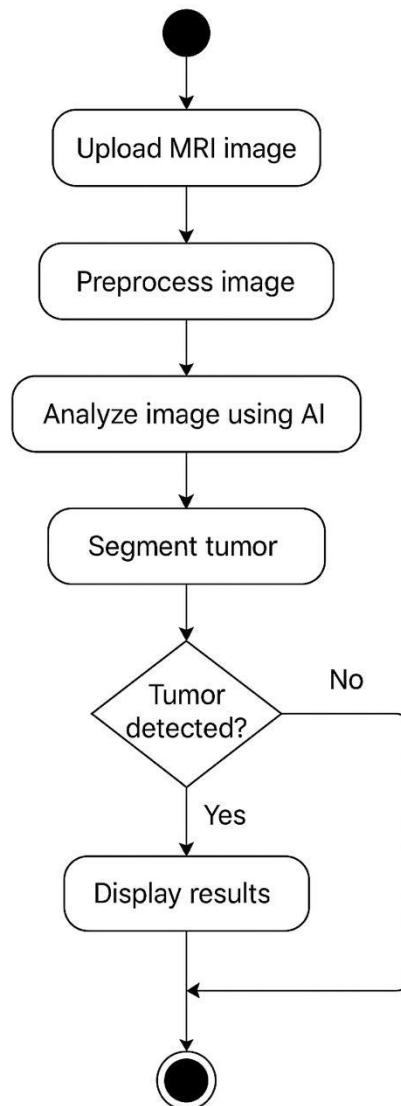 Upload MRI image
Preprocess image
Analyze image using AI
Segment tumor
Tumor
detected?
No
Yes
Display results